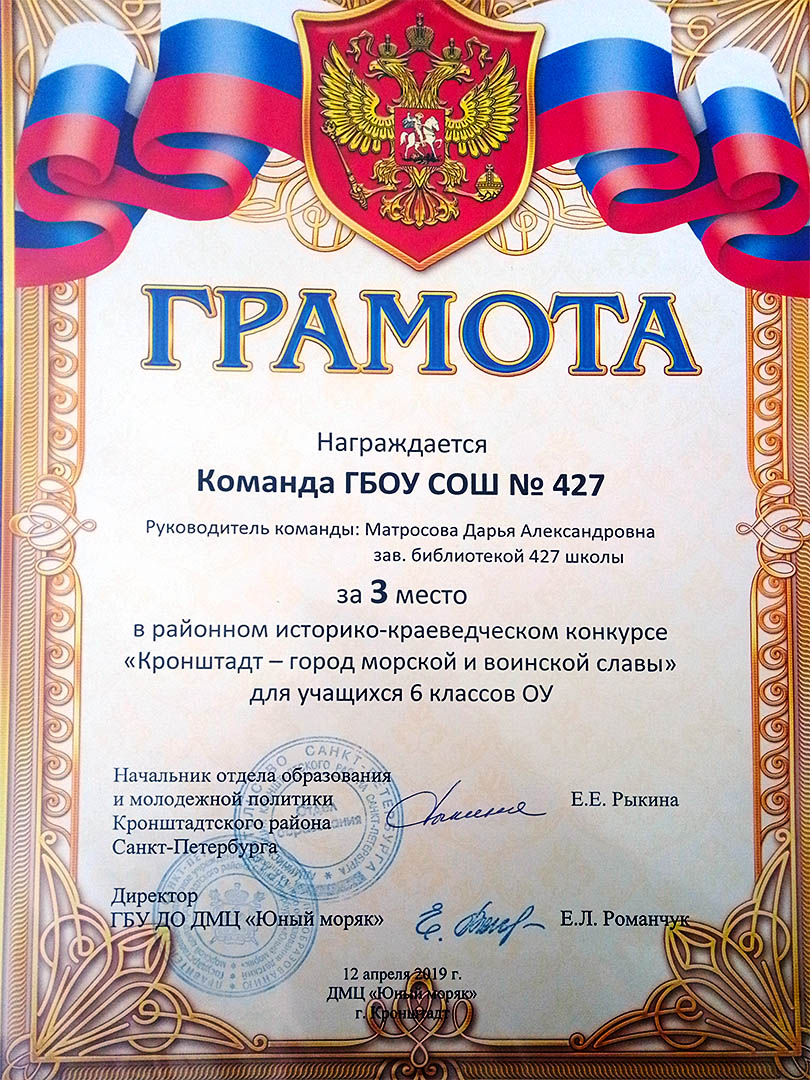 ГРАМОТА
Награждается
Команда ГБОУ СОШ № 427
Руководитель команды: Матросова Дарья Александровна
зав. библиотекой 427 школы
за 3 место
в районном историко-краеведческом конкурсе
«Кронштадт – город морской и воинской славы»
для учащихся 6 классов ОУ
Начальник отдела образования
и молодежной политики
Кронштадтского района
Санкт-Петербурга
Е.Е. Рыкина
Отдел
образования
Директор
ГБУ ДО ДМЦ «Юный моряк»
Е.Л. Романчук
12 апреля 2019 г.
ДМЦ «Юный моряк»
г. Кронштадт